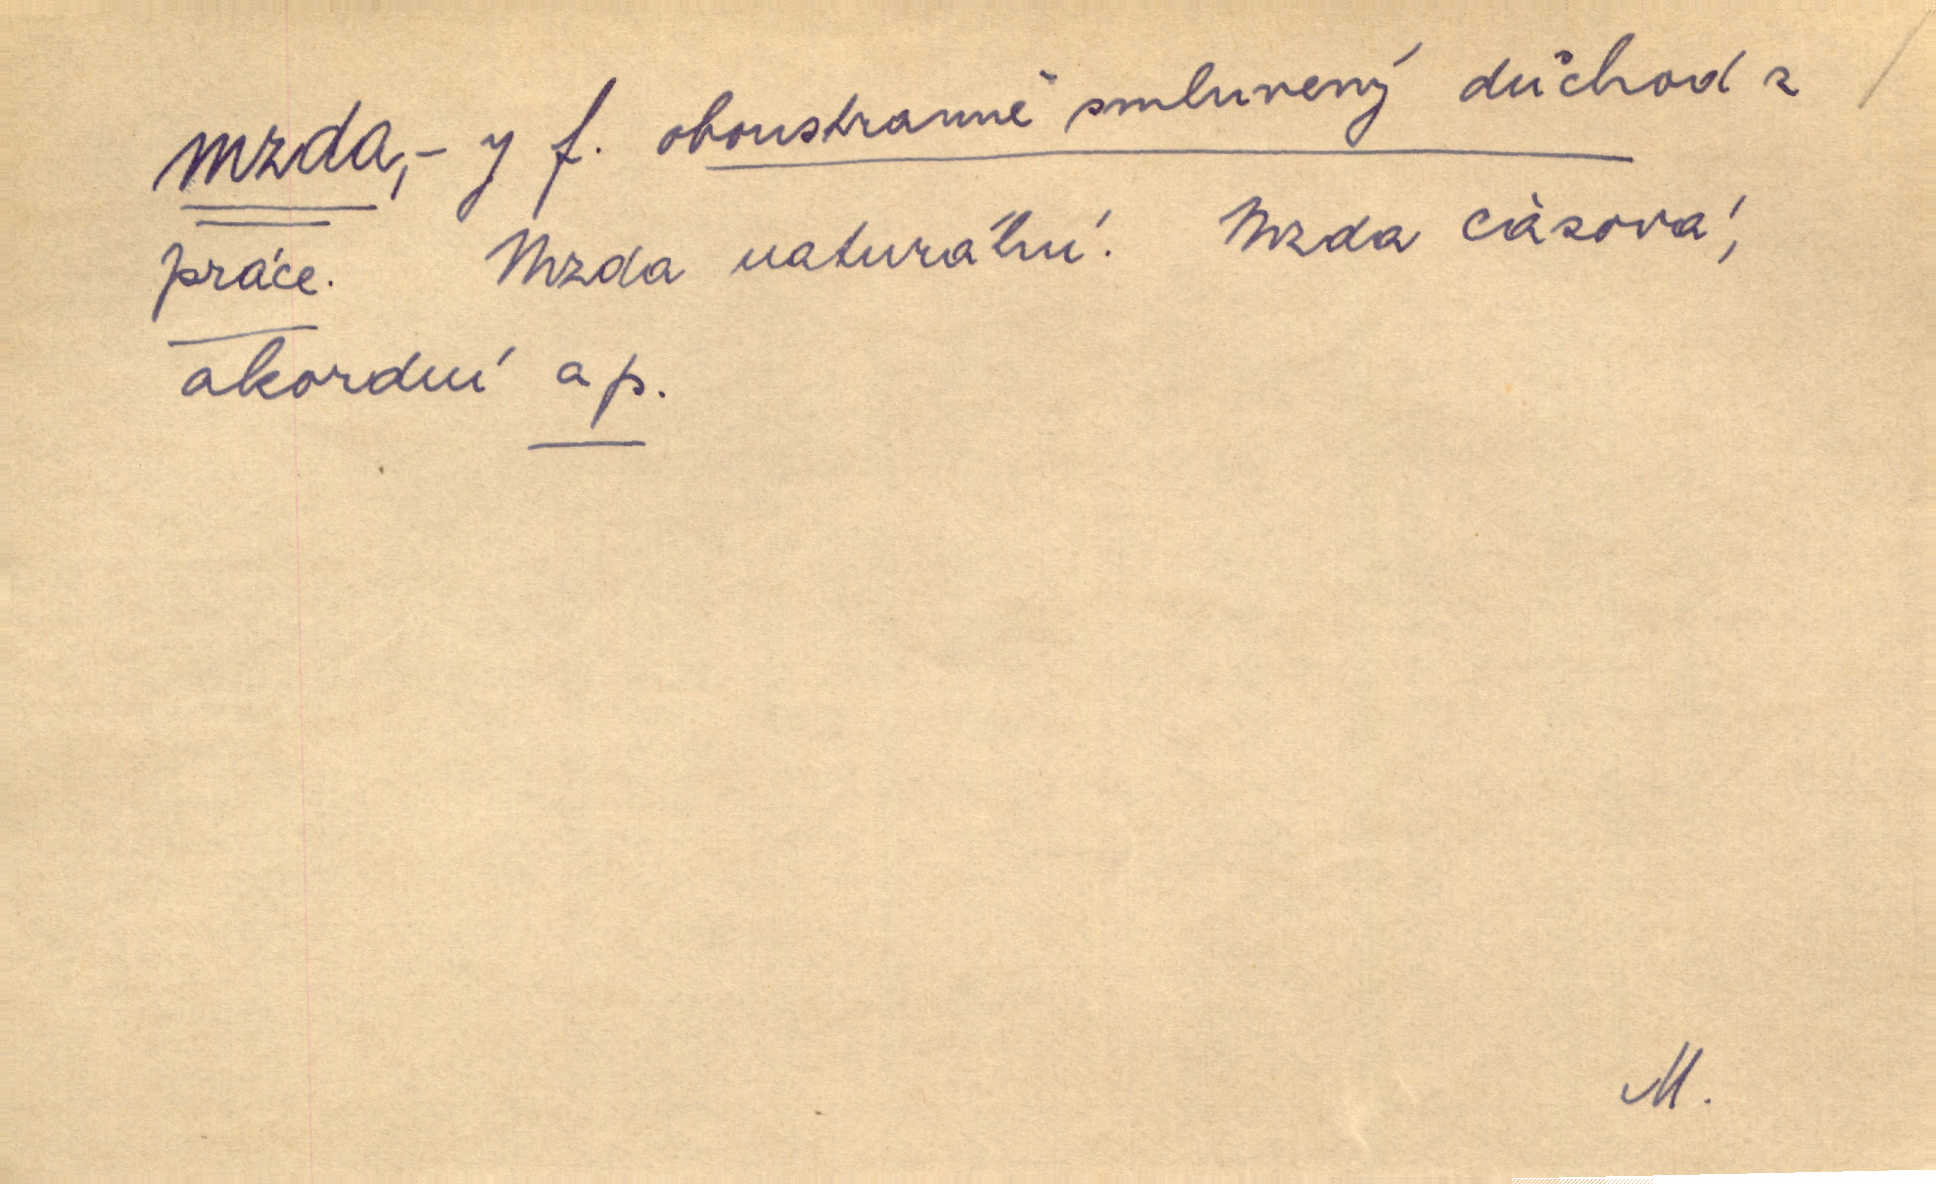 mzda, -y f. oboustranně smluvený důchod z
práce. Mzda naturální. Mzda časová,
akordní a p.
M.